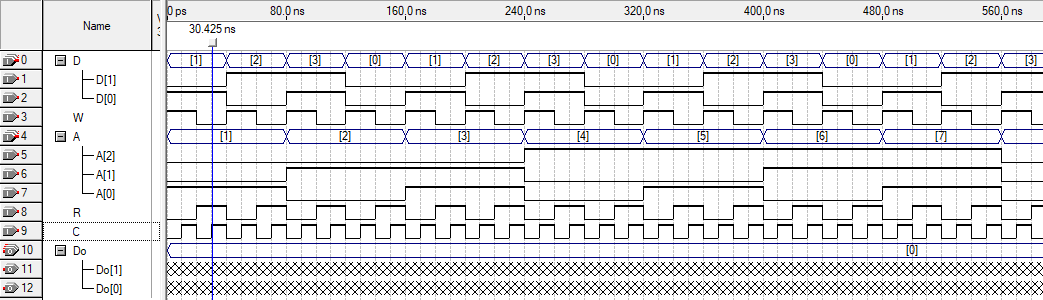 Name V 0 ps 80.0 ns 160.0 ns 240.0 ns 320.0 ns 400.0 ns 480.0 ns 560.0 ns
30.425 ns
0 D [1] [2] [3] [0] [1] [2] [3] [0] [1] [2] [3] [0] [1] [2] [3]
1 D[1]
2 D[0]
3 W
4 A [1] [2] [3] [4] [5] [6] [7]
5 A[2]
6 A[1]
7 A[0]
8 R
9 C
10 Do [0]
11 Do[1]
12 Do[0]